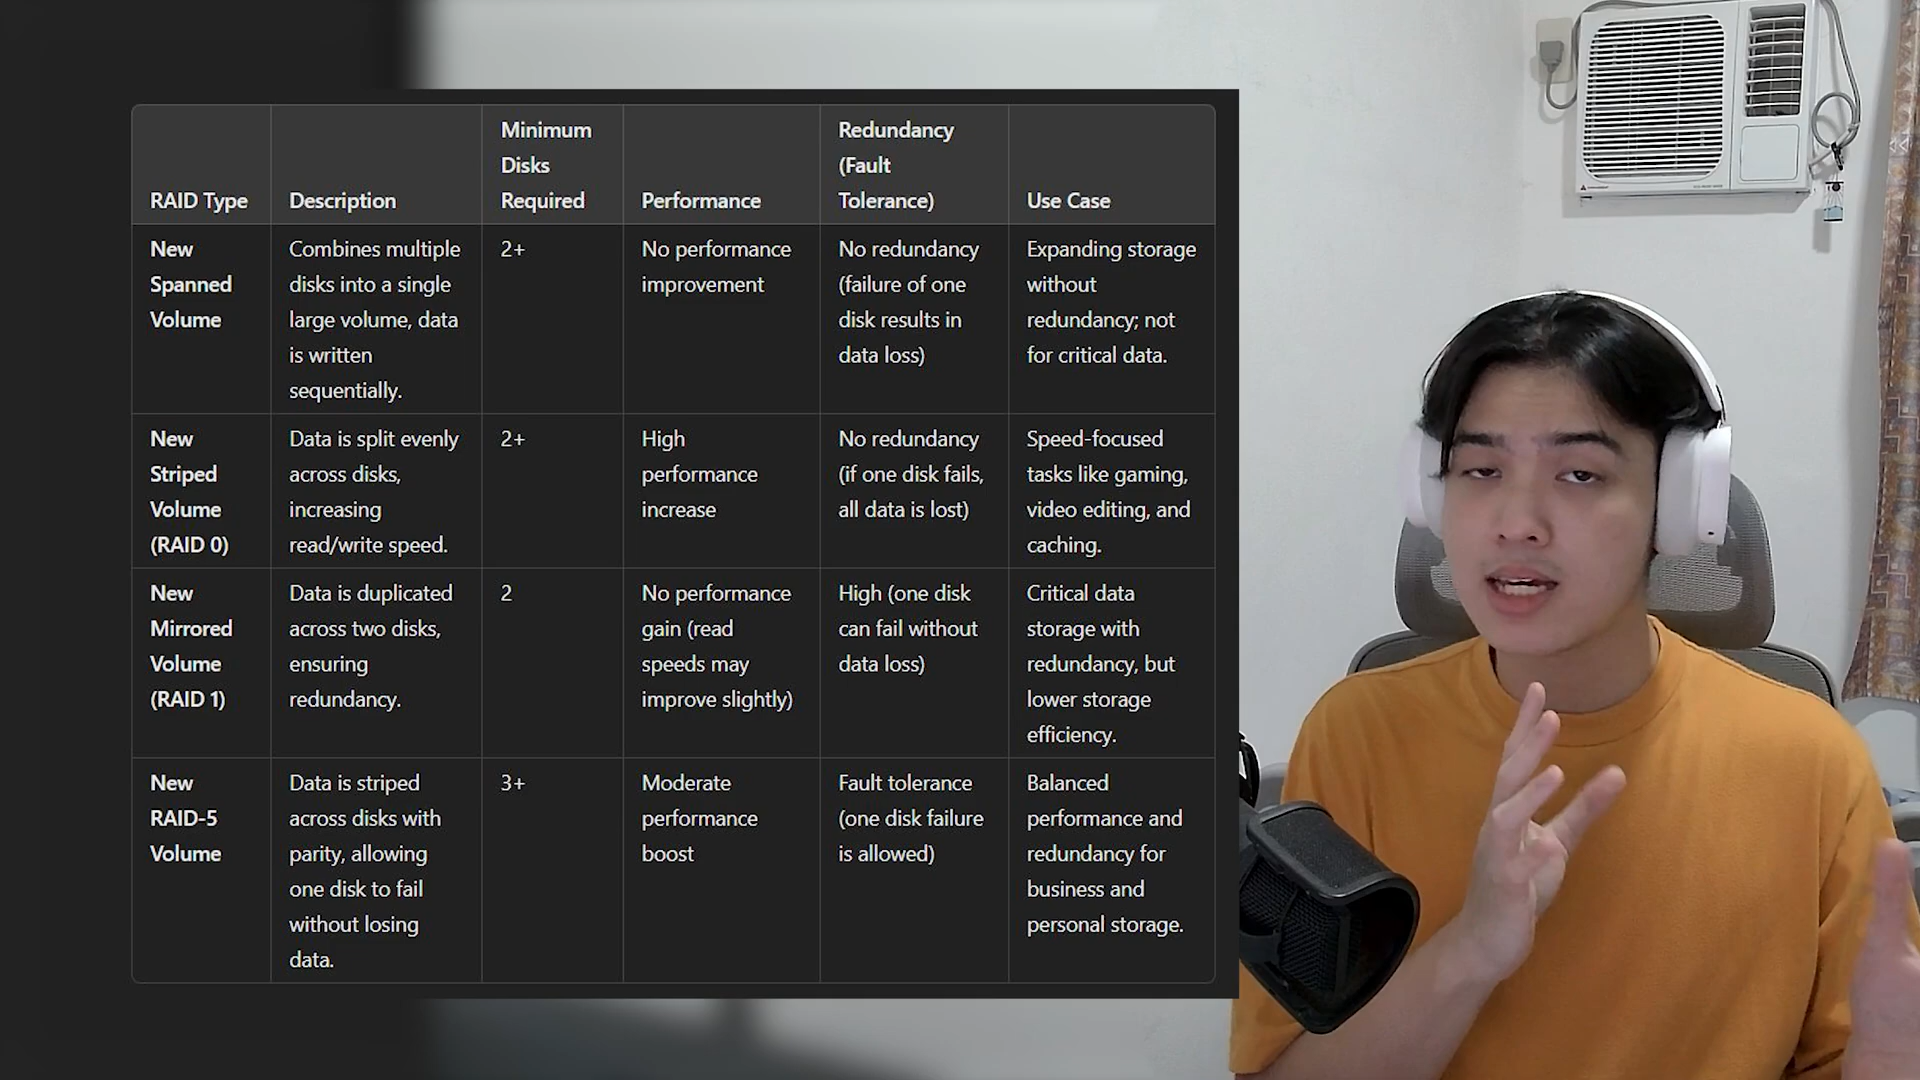 RAID Type
Description
Minimum
Disks
Required
Performance
Redundancy
(Fault
Tolerance)
Use Case
New
Spanned
Volume
Combines multiple
disks into a single
large volume, data
is written
sequentially.
2+
No performance
improvement
No redundancy
(failure of one
disk results in
data loss)
Expanding storage
without
redundancy; not
for critical data.
New
Striped
Volume
(RAID 0)
Data is split evenly
across disks,
increasing
read/write speed.
2+
High
performance
increase
No redundancy
(if one disk fails,
all data is lost)
Speed-focused
tasks like gaming,
video editing, and
caching.
New
Mirrored
Volume
(RAID 1)
Data is duplicated
across two disks,
ensuring
redundancy.
2
No performance
gain (read
speeds may
improve slightly)
High (one disk
can fail without
data loss)
Critical data
storage with
redundancy, but
lower storage
efficiency.
New
RAID-5
Volume
Data is striped
across disks with
parity, allowing
one disk to fail
without losing
data.
3+
Moderate
performance
boost
Fault tolerance
(one disk failure
is allowed)
Balanced
performance and
redundancy for
business and
personal storage.